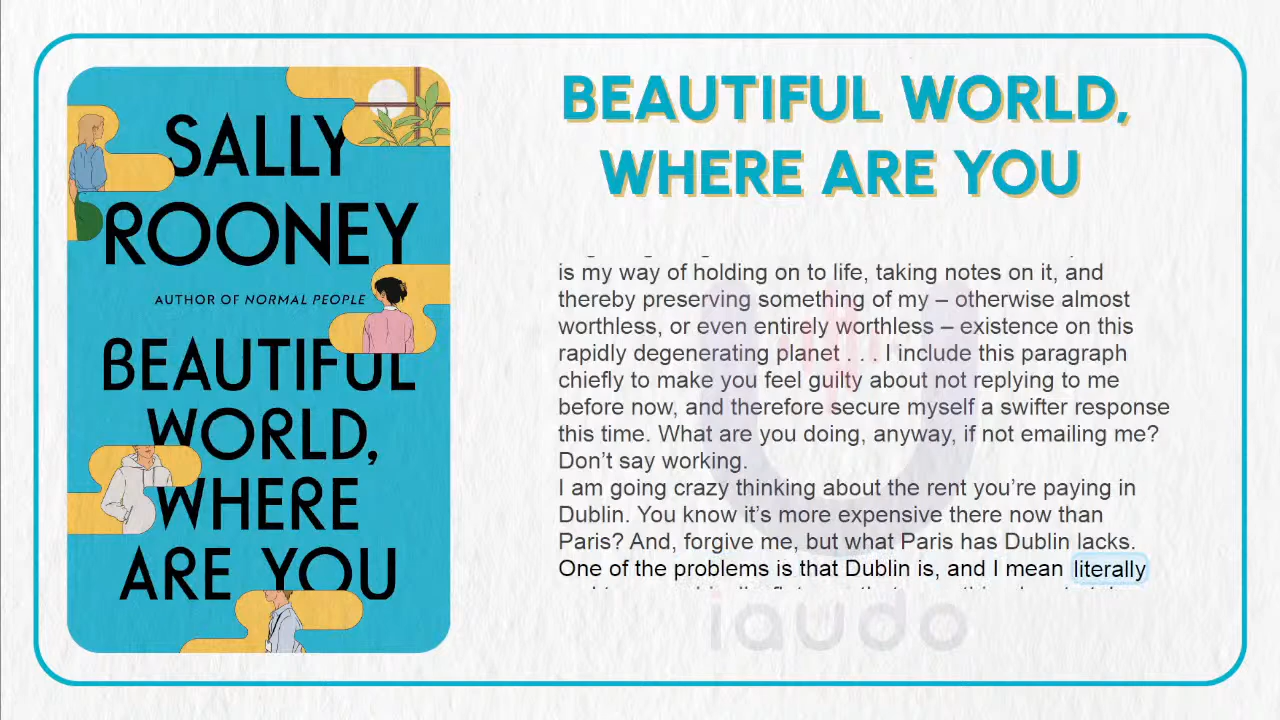 SALLY
ROONEY
AUTHOR OF NORMAL PEOPLE
BEAUTIFUL
WORLD,
WHERE
ARE YOU
BEAUTIFUL WORLD,
WHERE ARE YOU
is my way of holding on to life, taking notes on it, and
thereby preserving something of my – otherwise almost
worthless, or even entirely worthless – existence on this
rapidly degenerating planet . . . I include this paragraph
chiefly to make you feel guilty about not replying to me
before now, and therefore secure myself a swifter response
this time. What are you doing, anyway, if not emailing me?
Don’t say working.
I am going crazy thinking about the rent you’re paying in
Dublin. You know it’s more expensive there now than
Paris? And, forgive me, but what Paris has Dublin lacks.
One of the problems is that Dublin is, and I mean literally
iaudo